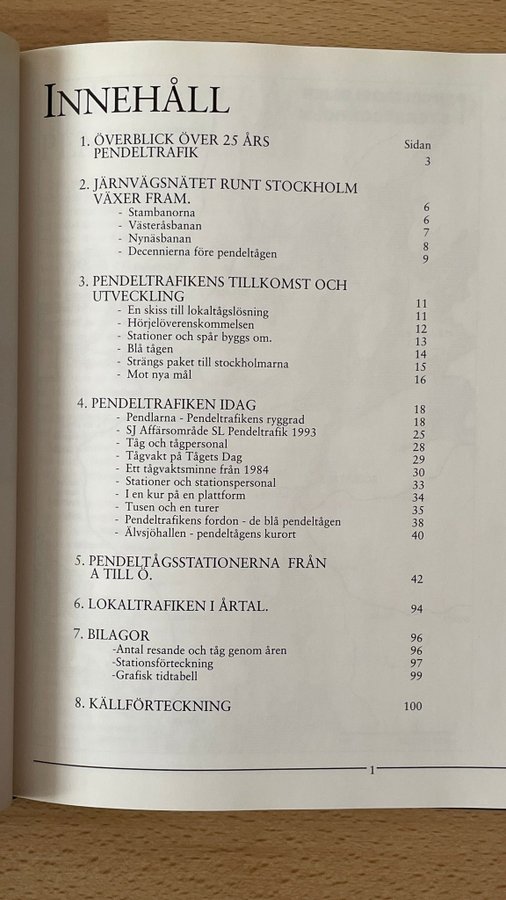 INNEHÅLL
Sidan
1. ÖVERBLICK ÖVER 25 ÅRS
PENDELTRAFIK 3
2. JÄRNVÄGSNÄTET RUNT STOCKHOLM
VÄXER FRAM. 6
- Stambanorna 6
- Västeråsbanan 7
- Nynäsbanan 8
- Decennierna före pendeltågen 9
3. PENDELTRAFIKENS TILLKOMST OCH
UTVECKLING 11
- En skiss till lokaltågslösning 11
- Hörjelöverenskommelsen 12
- Stationer och spår byggs om. 13
- Blå tågen 14
- Strängs paket till stockholmarna 15
- Mot nya mål 16
4. PENDELTRAFIKEN IDAG 18
- Pendlarna - Pendeltrafikens ryggrad 18
- SJ Affärsområde SL Pendeltrafik 1993 25
- Tåg och tågpersonal 28
- Tågvakt på Tågets Dag 29
- Ett tågvaktsminne från 1984 30
- Stationer och stationspersonal 33
- I en kur på en plattform 34
- Tusen och en turer 35
- Pendeltrafikens fordon - de blå pendeltågen 38
- Älvsjöhallen - pendeltågens kurort 40
5. PENDELTÅGSSTATIONERNA FRÅN
A TILL Ö. 42
6. LOKALTRAFIKEN I ÅRTAL. 94
7. BILAGOR 96
-Antal resande och tåg genom åren 96
-Stationsförteckning 97
-Grafisk tidtabell 99
8. KÄLLFÖRTECKNING 100
1